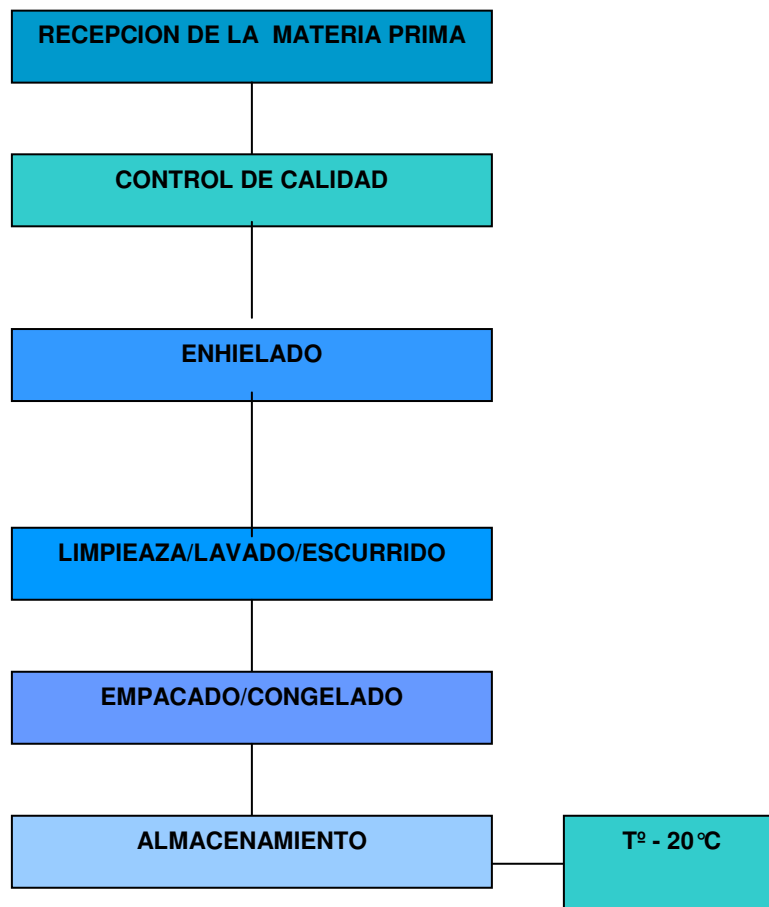 RECEPCION DE LA MATERIA PRIMA
CONTROL DE CALIDAD
ENHIELADO
LIMPIEAZA/LAVADO/ESCURRIDO
EMPACADO/CONGELADO
ALMACENAMIENTO
Tº - 20°C